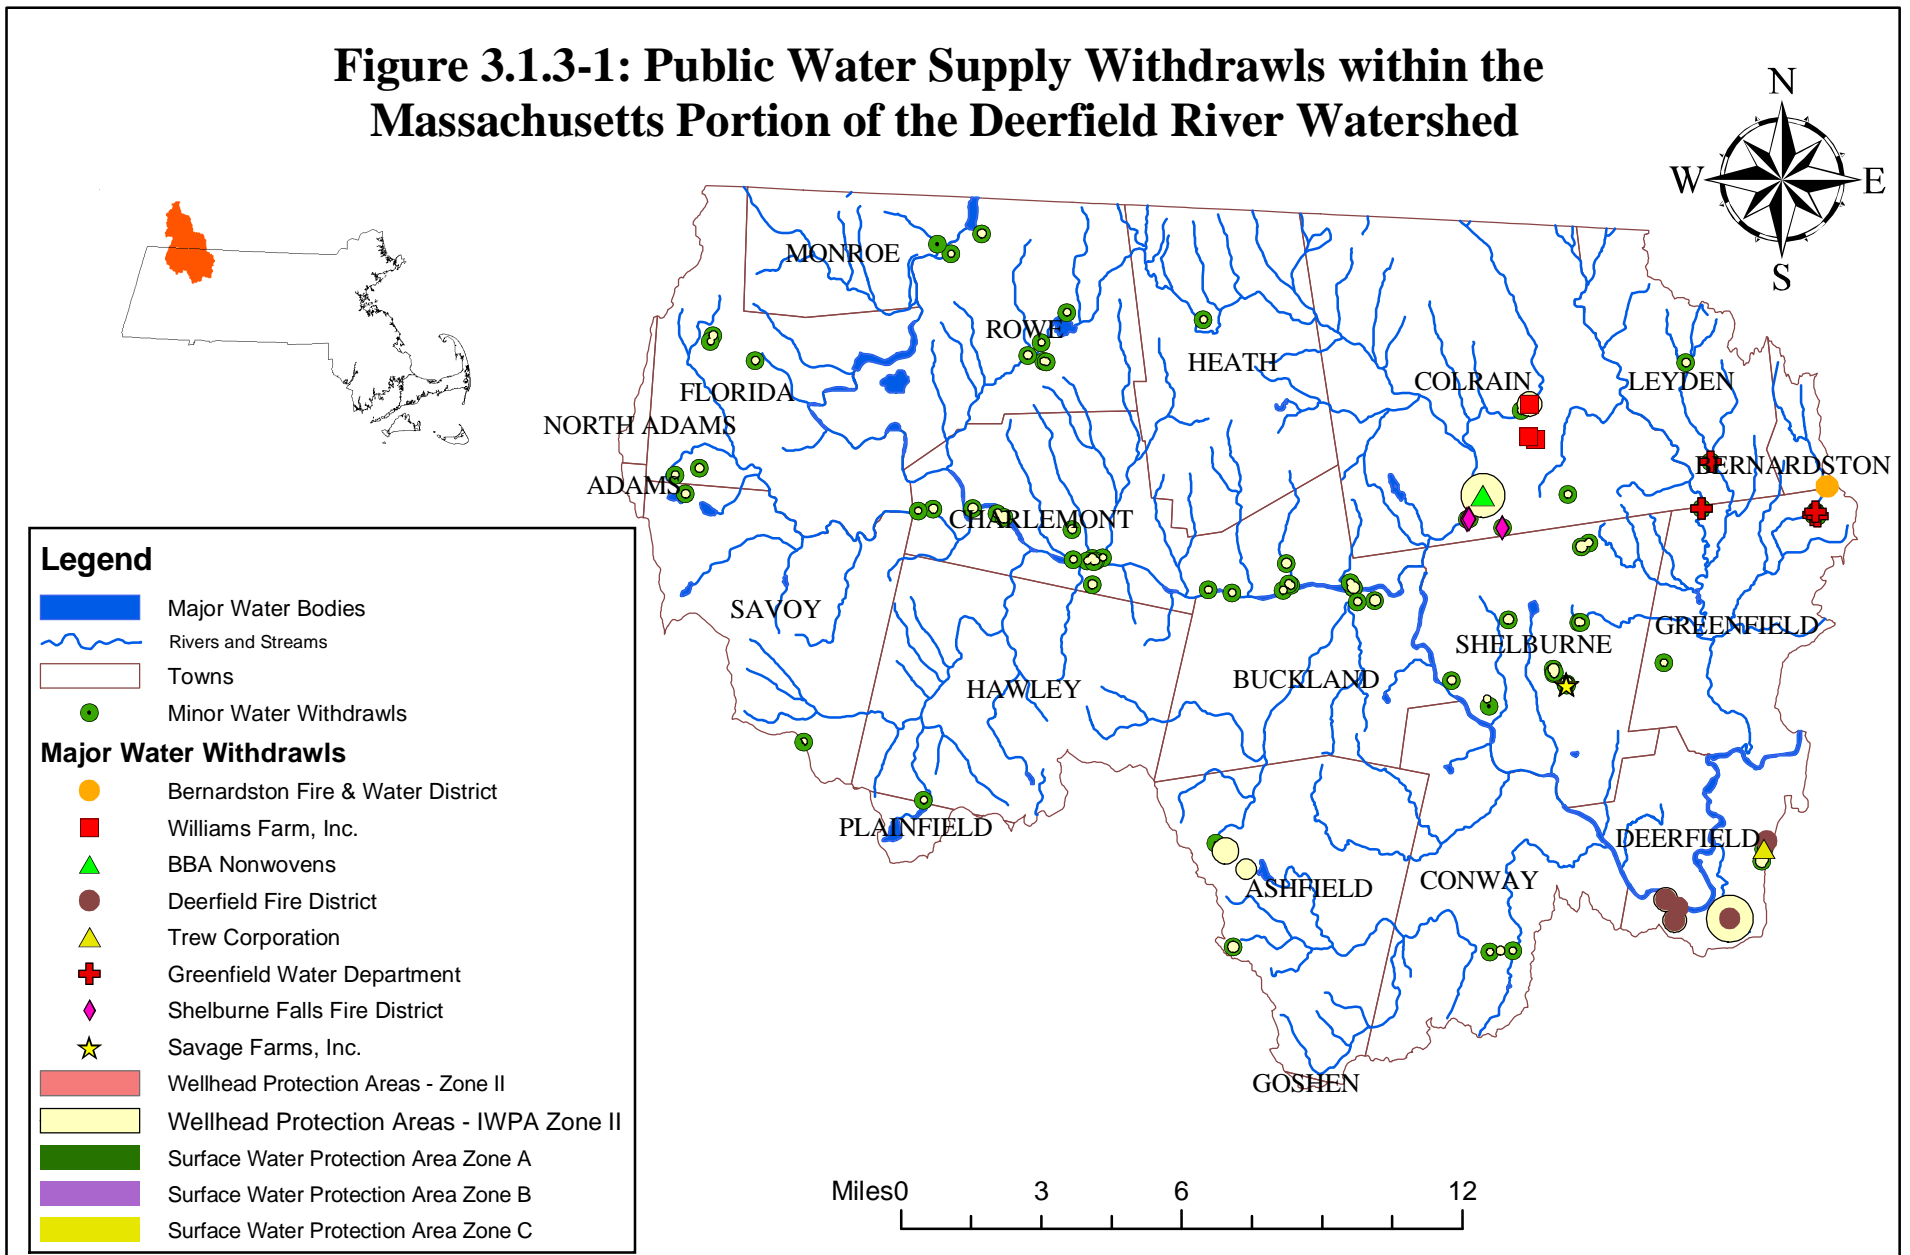 Figure 3.1.3-1: Public Water Supply Withdrawls within the
Massachusetts Portion of the Deerfield River Watershed
N
W
E
S
MONROE
ROWE
HEATH
COLRAIN
LEYDEN
FLORIDA
NORTH ADAMS
BERNARDSTON
ADAMS
CHARLEMONT
SAVOY
SHELBURNE
GREENFIELD
HAWLEY
BUCKLAND
PLAINFIELD
DEERFIELD
ASHFIELD
CONWAY
GOSHEN
Legend
Major Water Bodies
Rivers and Streams
Towns
Minor Water Withdrawls
Major Water Withdrawls
Bernardston Fire & Water District
Williams Farm, Inc.
BBA Nonwovens
Deerfield Fire District
Trew Corporation
Greenfield Water Department
Shelburne Falls Fire District
Savage Farms, Inc.
Wellhead Protection Areas - Zone II
Wellhead Protection Areas - IWPA Zone II
Surface Water Protection Area Zone A
Surface Water Protection Area Zone B
Surface Water Protection Area Zone C
Miles0 3 6 12